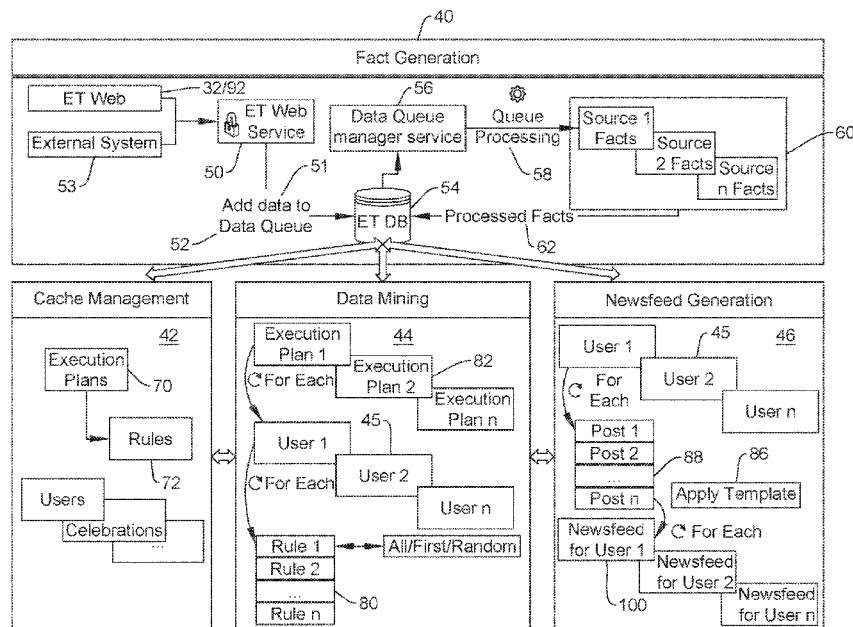 40
Fact Generation
ET Web
32/92
External System
53
ET Web
Service
50
51
Add data to
Data Queue
52
56
Data Queue
manager service
Queue
Processing
58
54
ET DB
Processed Facts
62
Source 1
Facts
Source
2 Facts
Source
n Facts
60
Cache Management
42
Execution
Plans
70
Rules
72
Users
Celebrations
...
Data Mining
44
Execution
Plan 1
82
Execution
Plan 2
Execution
Plan n
For Each
45
User 1
User 2
User n
For Each
Rule 1
All/First/Random
Rule 2
...
Rule n
80
Newsfeed Generation
46
45
User 1
User 2
User n
For
Each
Post 1
Post 2
...
Post n
88
86
Apply Template
For Each
Newsfeed
for User 1
100
Newsfeed
for User 2
Newsfeed
for User n